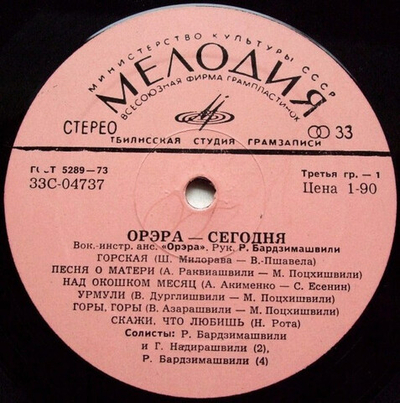 МИНИСТЕРСТВО КУЛЬТУРЫ СССР
МЕЛОДИЯ
ВСЕСОЮЗНАЯ ФИРМА ГРАМПЛАСТИНОК
СТЕРЕО 33
ТБИЛИССКАЯ СТУДИЯ ГРАМЗАПИСИ
ГОСТ 5289—73 Третья гр. — 1
33С-04737 Цена 1-90
ОРЭРА — СЕГОДНЯ
Вок.-инстр. анс. «Орэра». Рук. Р. Бардзимашвили
ГОРСКАЯ (Ш. Милорава — В.-Пшавела)
ПЕСНЯ О МАТЕРИ (А. Раквиашвили — М. Поцхишвили)
НАД ОКОШКОМ МЕСЯЦ (А. Акименко — С. Есенин)
УРМУЛИ (В. Дурглишвили — М. Поцхишвили)
ГОРЫ, ГОРЫ (В. Азарашвили — М. Поцхишвили)
СКАЖИ, ЧТО ЛЮБИШЬ (Н. Рота)
Солисты: Р. Бардзимашвили
и Г. Надирашвили (2),
Р. Бардзимашвили (4)